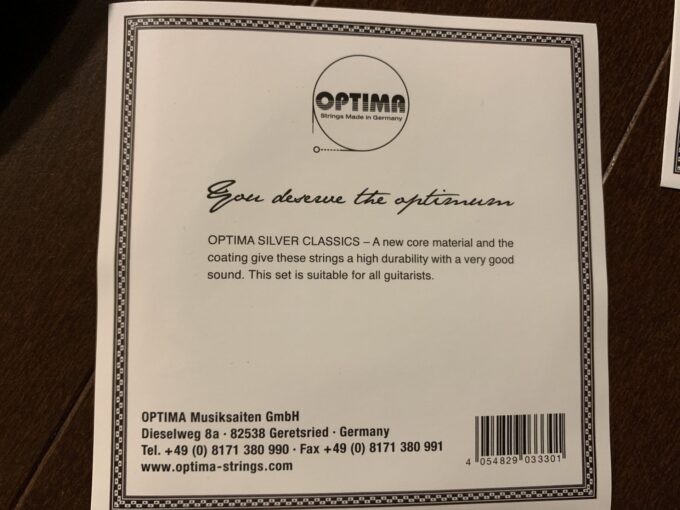 OPTIMA
Strings Made in Germany
You deserve the optimum
OPTIMA SILVER CLASSICS – A new core material and the
coating give these strings a high durability with a very good
sound. This set is suitable for all guitarists.
OPTIMA Musiksaiten GmbH
Dieselweg 8a · 82538 Geretsried · Germany
Tel. +49 (0) 8171 380 990 · Fax +49 (0) 8171 380 991
www.optima-strings.com
4 054829 033301